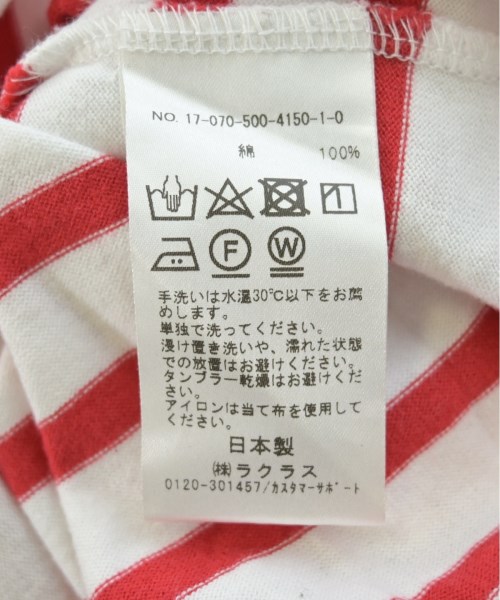 NO. 17-070-500-4150-1-0
綿 100%
F W
手洗いは水温30℃以下をお薦
めします。
単独で洗ってください。
浸け置き洗いや、濡れた状態
での放置はお避けください。
タンブラー乾燥はお避けくだ
さい。
アイロンは当て布を使用して
ください。
日本製
㈱ラクラス
0120-301457/ｶｽﾀﾏｰｻﾎﾟｰﾄ